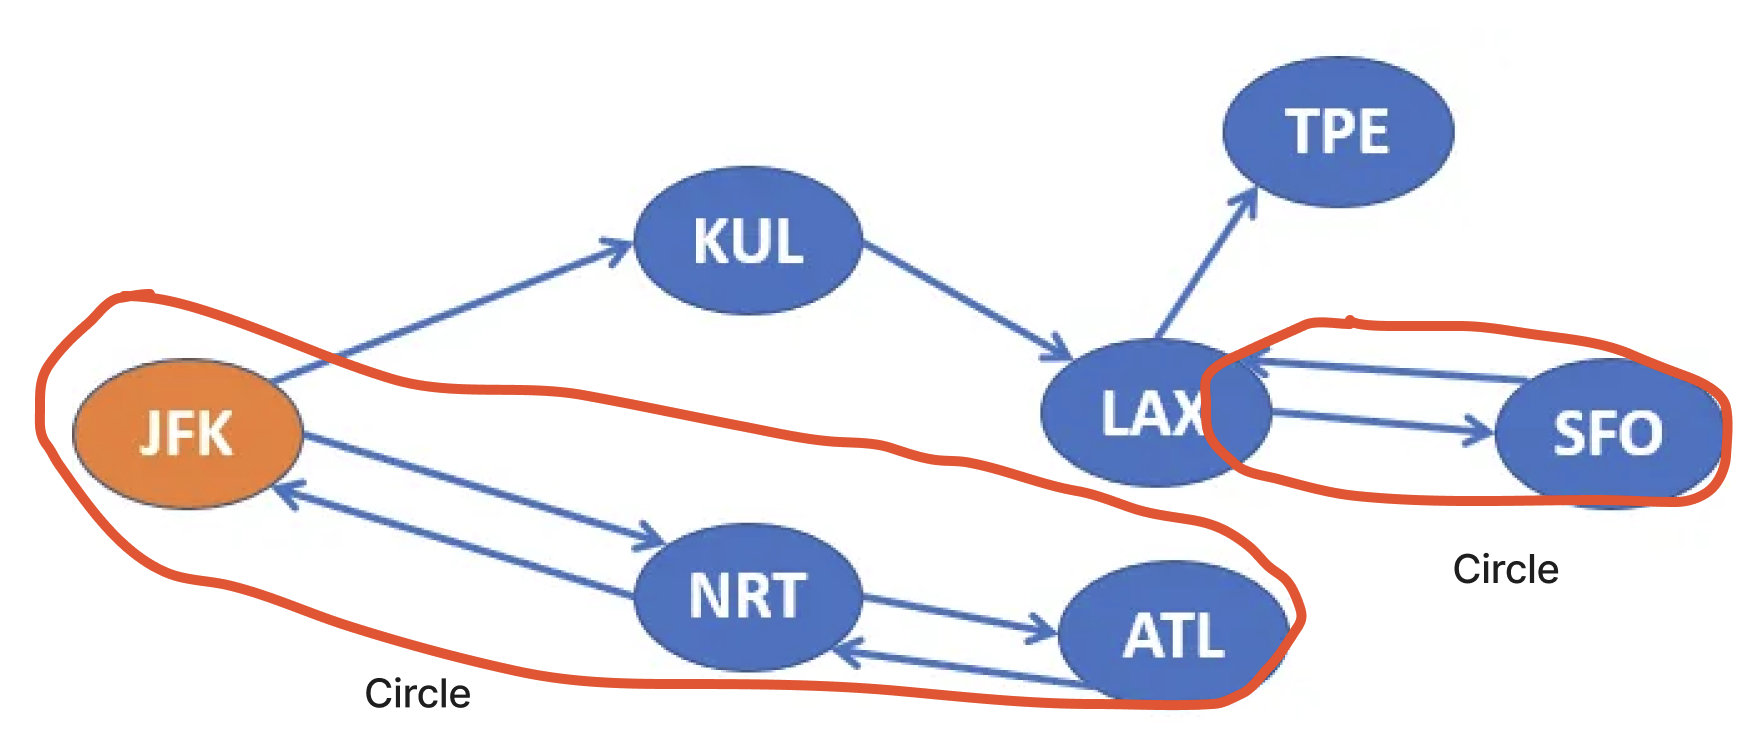 TPE
KUL
JFK
LAX
SFO
NRT
ATL
Circle
Circle